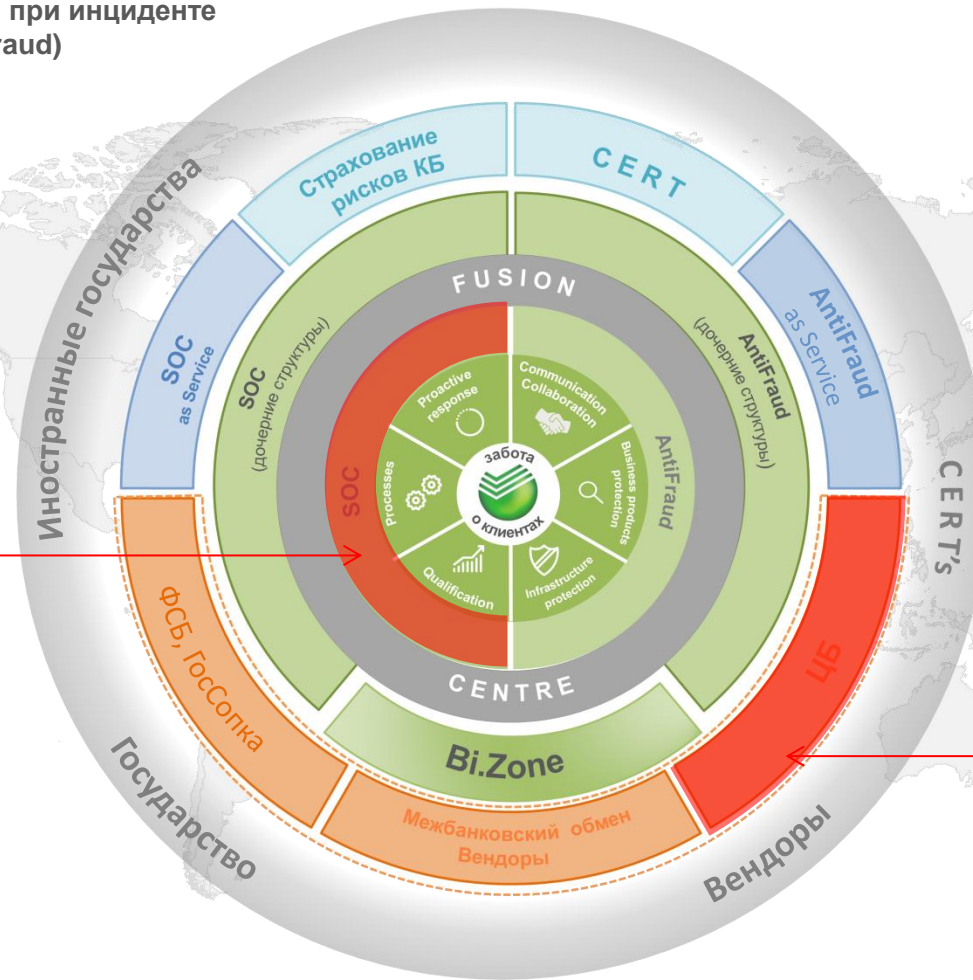 при инциденте
raud)
Страхование
рисков КБ
CERT
Иностранные государства
SOC
as Service
AntiFraud
as Service
SOC
(дочерние структуры)
AntiFraud
(дочерние структуры)
FUSION
Proactive
response
Communication
Collaboration
SOC
Processes
забота
о клиентах
Business products
protection
AntiFraud
Qualification
Infrastructure
protection
CENTRE
CERT's
ФСБ, ГосСопка
ЦБ
Bi.Zone
Межбанковский обмен
Вендоры
Государство
Вендоры